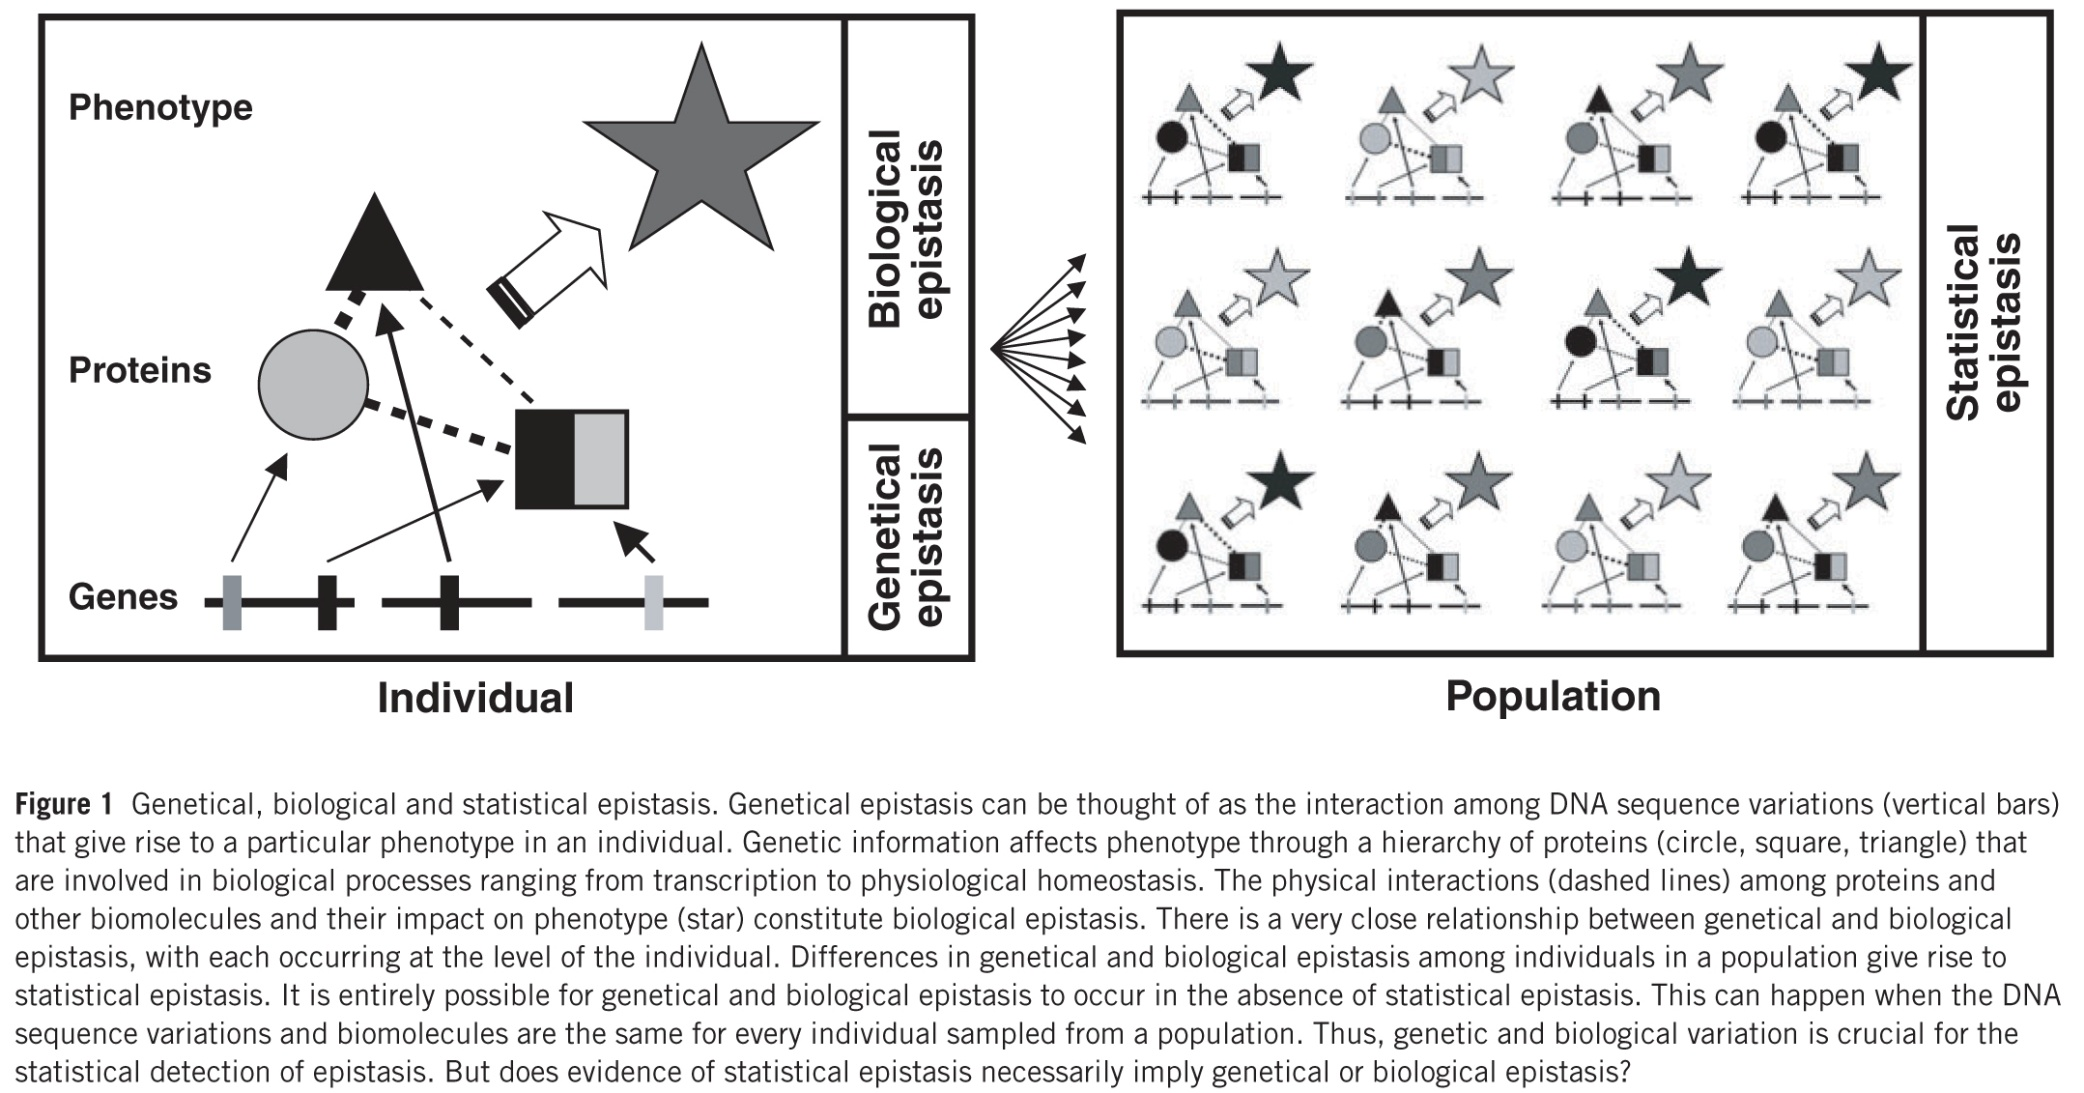 Phenotype
Proteins
Genes
Biological
epistasis
Genetical
epistasis
Individual
Statistical
epistasis
Population
Figure 1 Genetical, biological and statistical epistasis. Genetical epistasis can be thought of as the interaction among DNA sequence variations (vertical bars)
that give rise to a particular phenotype in an individual. Genetic information affects phenotype through a hierarchy of proteins (circle, square, triangle) that
are involved in biological processes ranging from transcription to physiological homeostasis. The physical interactions (dashed lines) among proteins and
other biomolecules and their impact on phenotype (star) constitute biological epistasis. There is a very close relationship between genetical and biological
epistasis, with each occurring at the level of the individual. Differences in genetical and biological epistasis among individuals in a population give rise to
statistical epistasis. It is entirely possible for genetical and biological epistasis to occur in the absence of statistical epistasis. This can happen when the DNA
sequence variations and biomolecules are the same for every individual sampled from a population. Thus, genetic and biological variation is crucial for the
statistical detection of epistasis. But does evidence of statistical epistasis necessarily imply genetical or biological epistasis?